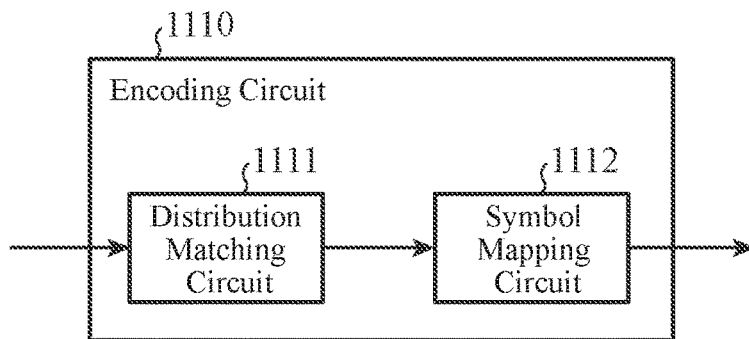 1110
Encoding Circuit
1111
1112
Distribution
Matching
Circuit
Symbol
Mapping
Circuit